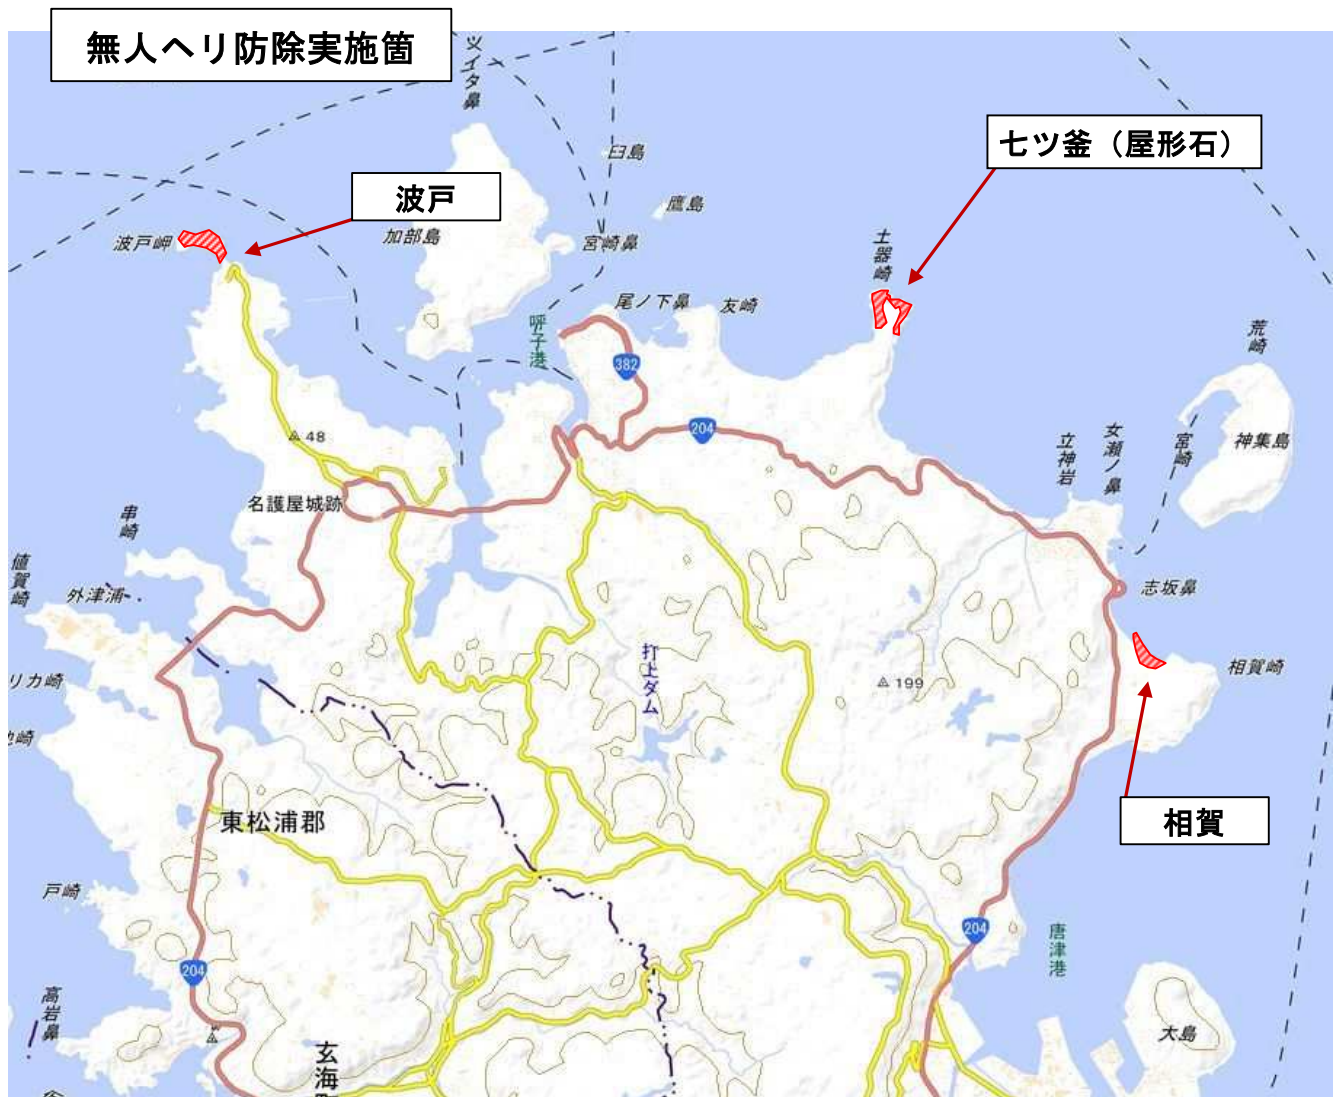 無人ヘリ防除実施箇
ツイタ鼻
七ツ釜（屋形石）
臼島
波戸
鷹島
加部島
宮崎鼻
波戸岬
土器崎
尾ノ下鼻
友崎
呼子港
荒崎
382
204
48
立神岩
女瀬ノ鼻
宮崎
神集島
名護屋城跡
串崎
値賀崎
外津浦
志坂鼻
打上ダム
相賀崎
リカ崎
199
相賀
東松浦郡
戸崎
204
唐津港
204
高岩鼻
大島
玄海町